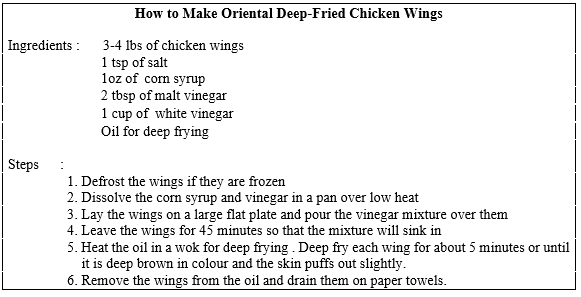 How to Make Oriental Deep-Fried Chicken Wings
Ingredients : 3-4 lbs of chicken wings
1 tsp of salt
1oz of corn syrup
2 tbsp of malt vinegar
1 cup of white vinegar
Oil for deep frying
Steps :
1. Defrost the wings if they are frozen
2. Dissolve the corn syrup and vinegar in a pan over low heat
3. Lay the wings on a large flat plate and pour the vinegar mixture over them
4. Leave the wings for 45 minutes so that the mixture will sink in
5. Heat the oil in a wok for deep frying . Deep fry each wing for about 5 minutes or until
it is deep brown in colour and the skin puffs out slightly.
6. Remove the wings from the oil and drain them on paper towels.